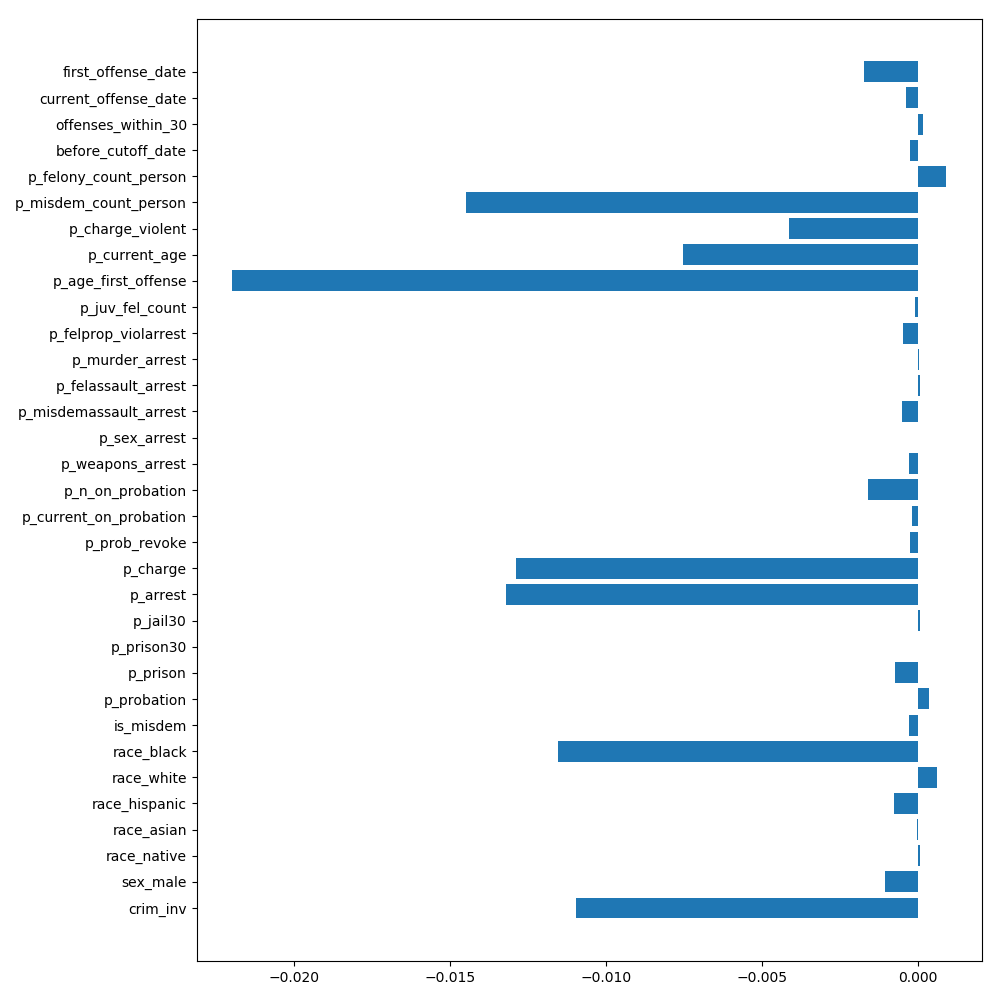 first_offense_date
current_offense_date
offenses_within_30
before_cutoff_date
p_felony_count_person
p_misdem_count_person
p_charge_violent
p_current_age
p_age_first_offense
p_juv_fel_count
p_felprop_violarrest
p_murder_arrest
p_felassault_arrest
p_misdemassault_arrest
p_sex_arrest
p_weapons_arrest
p_n_on_probation
p_current_on_probation
p_prob_revoke
p_charge
p_arrest
p_jail30
p_prison30
p_prison
p_probation
is_misdem
race_black
race_white
race_hispanic
race_asian
race_native
sex_male
crim_inv
−0.020 −0.015 −0.010 −0.005 0.000